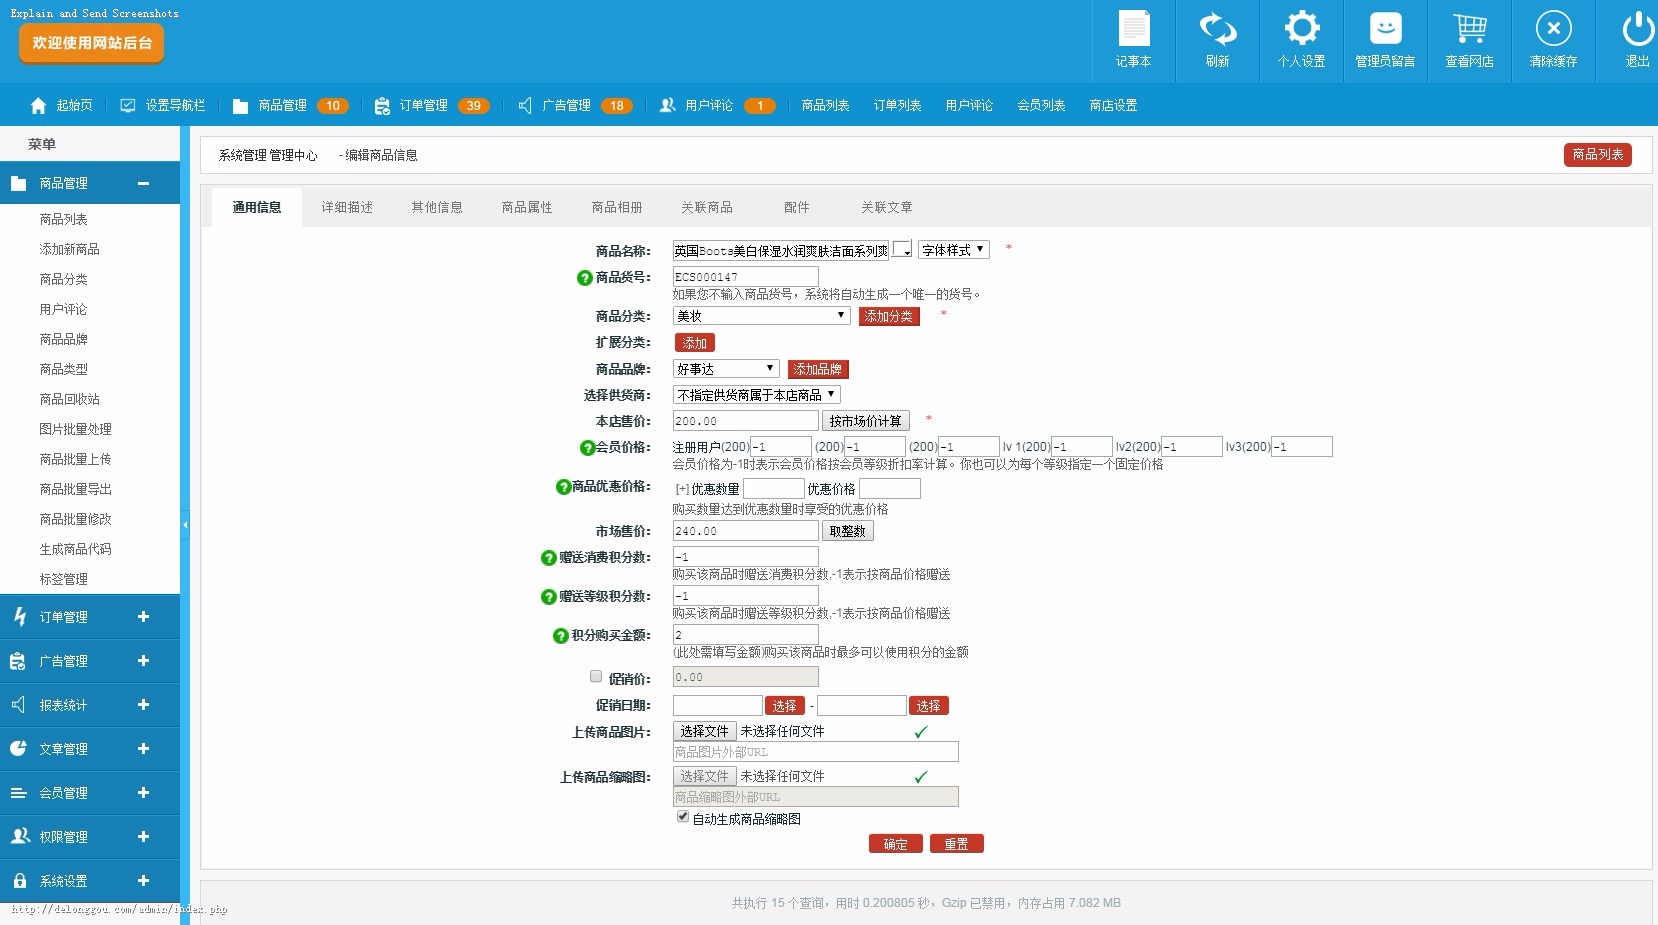 Explain and Send Screenshots
欢迎使用网站后台
记事本 刷新 个人设置 管理员留言 查看网店 清除缓存 退出
起始页 设置导航栏 商品管理 10 订单管理 39 广告管理 18 用户评论 1 商品列表 订单列表 用户评论 会员列表 商店设置
菜单
商品管理
商品列表
添加新商品
商品分类
用户评论
商品品牌
商品类型
商品回收站
图片批量处理
商品批量上传
商品批量导出
商品批量修改
生成商品代码
标签管理
订单管理
广告管理
报表统计
文章管理
会员管理
权限管理
系统设置
http://delonggou.com/admin/index.php
系统管理 管理中心 - 编辑商品信息 商品列表
通用信息 详细描述 其他信息 商品属性 商品相册 关联商品 配件 关联文章
商品名称: 英国Boots美白保湿水润爽肤洁面系列爽 字体样式 *
商品货号: ECS000147
如果您不输入商品货号，系统将自动生成一个唯一的货号。
商品分类: 美妆 添加分类 *
扩展分类: 添加
商品品牌: 好事达 添加品牌
选择供货商: 不指定供货商属于本店商品
本店售价: 200.00 按市场价计算 *
会员价格: 注册用户(200) -1 (200) -1 (200) -1 lv 1(200) -1 lv2(200) -1 lv3(200) -1
会员价格为-1时表示会员价格按会员等级折扣率计算。你也可以为每个等级指定一个固定价格
商品优惠价格: [+] 优惠数量 优惠价格
购买数量达到优惠数量时享受的优惠价格
市场售价: 240.00 取整数
赠送消费积分数: -1
购买该商品时赠送消费积分数,-1表示按商品价格赠送
赠送等级积分数: -1
购买该商品时赠送等级积分数,-1表示按商品价格赠送
积分购买金额: 2
(此处需填写金额)购买该商品时最多可以使用积分的金额
促销价: 0.00
促销日期: 选择 - 选择
上传商品图片: 选择文件 未选择任何文件
商品图片外部URL
上传商品缩略图: 选择文件 未选择任何文件
商品缩略图外部URL
自动生成商品缩略图
确定 重置
共执行 15 个查询，用时 0.200805 秒，Gzip 已禁用，内存占用 7.082 MB